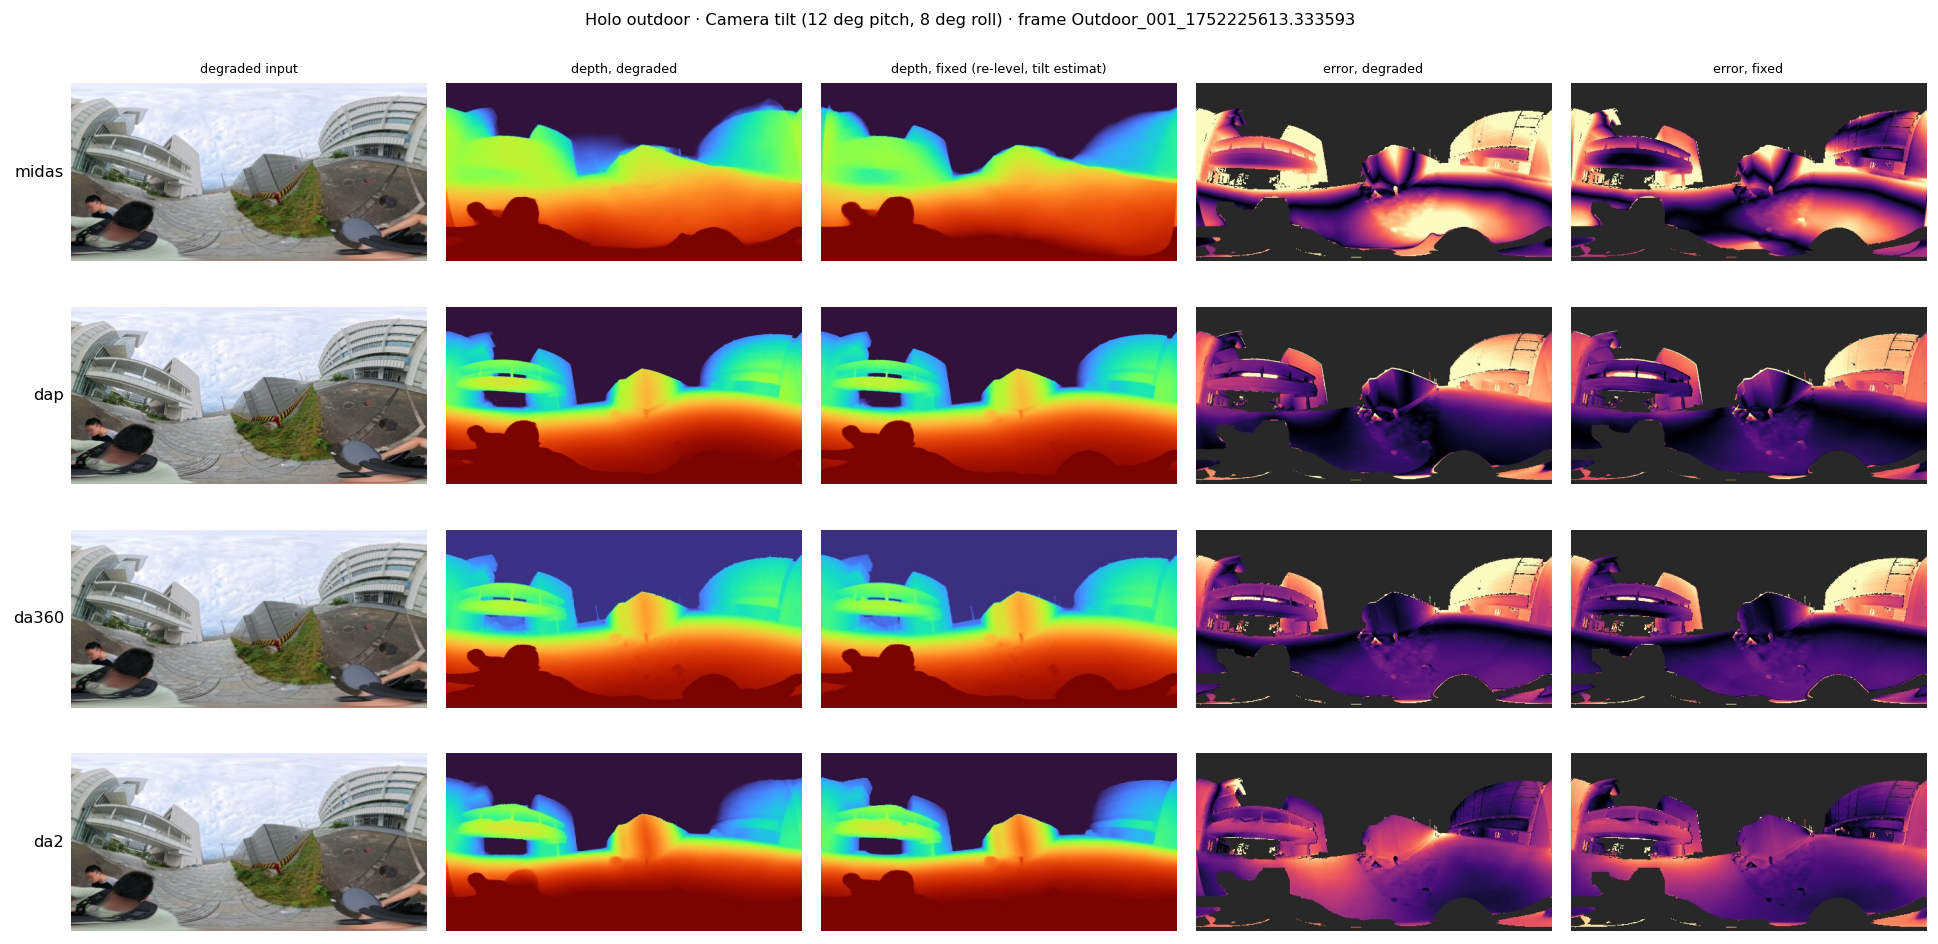 Holo outdoor · Camera tilt (12 deg pitch, 8 deg roll) · frame Outdoor_001_1752225613.333593
degraded input
depth, degraded
depth, fixed (re-level, tilt estimat)
error, degraded
error, fixed
midas
dap
da360
da2